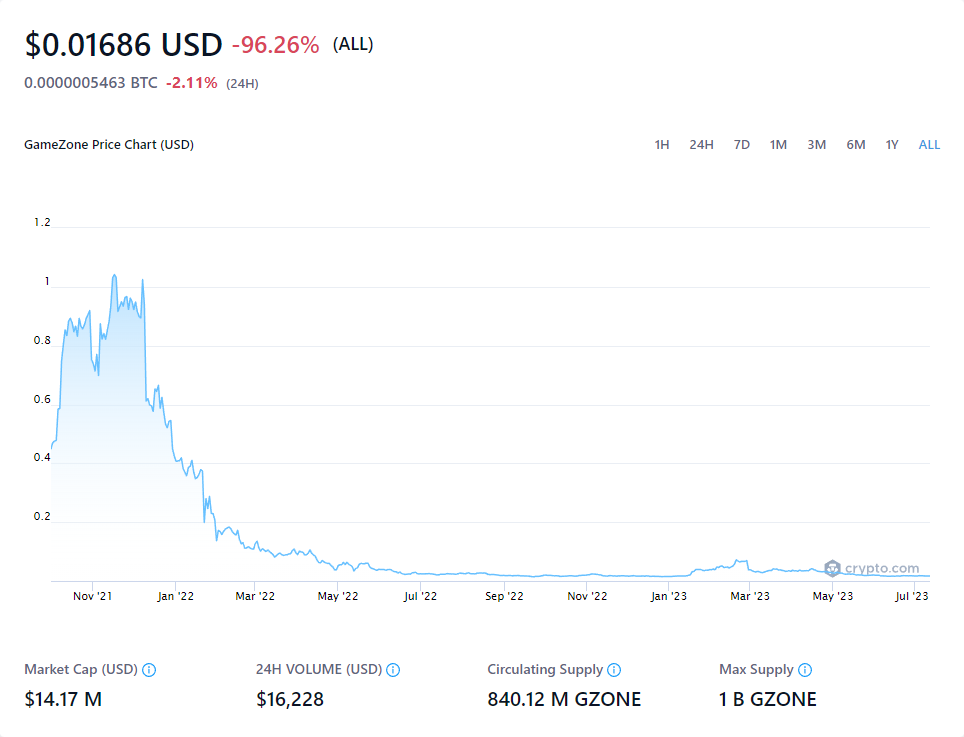 $0.01686 USD -96.26% (ALL)
0.0000005463 BTC -2.11% (24H)
GameZone Price Chart (USD) 1H 24H 7D 1M 3M 6M 1Y ALL
1.2
1
0.8
0.6
0.4
0.2
crypto.com
Nov '21 Jan '22 Mar '22 May '22 Jul '22 Sep '22 Nov '22 Jan '23 Mar '23 May '23 Jul '23
Market Cap (USD) 24H VOLUME (USD) Circulating Supply Max Supply
$14.17 M $16,228 840.12 M GZONE 1 B GZONE